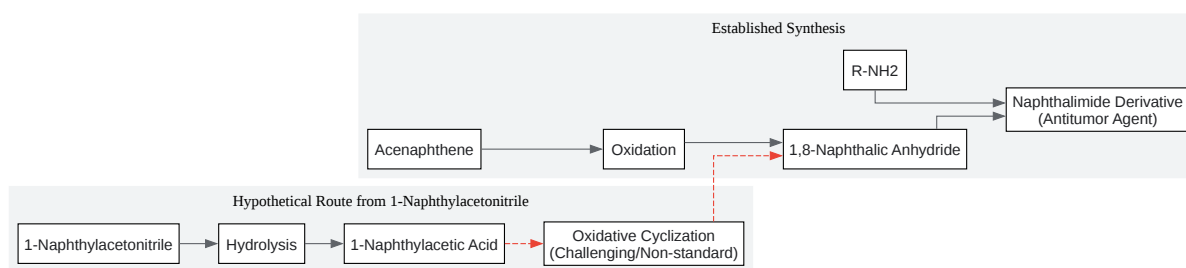 Established Synthesis
R-NH2
Naphthalimide Derivative
(Antitumor Agent)
Acenaphthene
Oxidation
1,8-Naphthalic Anhydride
Hypothetical Route from 1-Naphthylacetonitrile
1-Naphthylacetonitrile
Hydrolysis
1-Naphthylacetic Acid
Oxidative Cyclization
(Challenging/Non-standard)